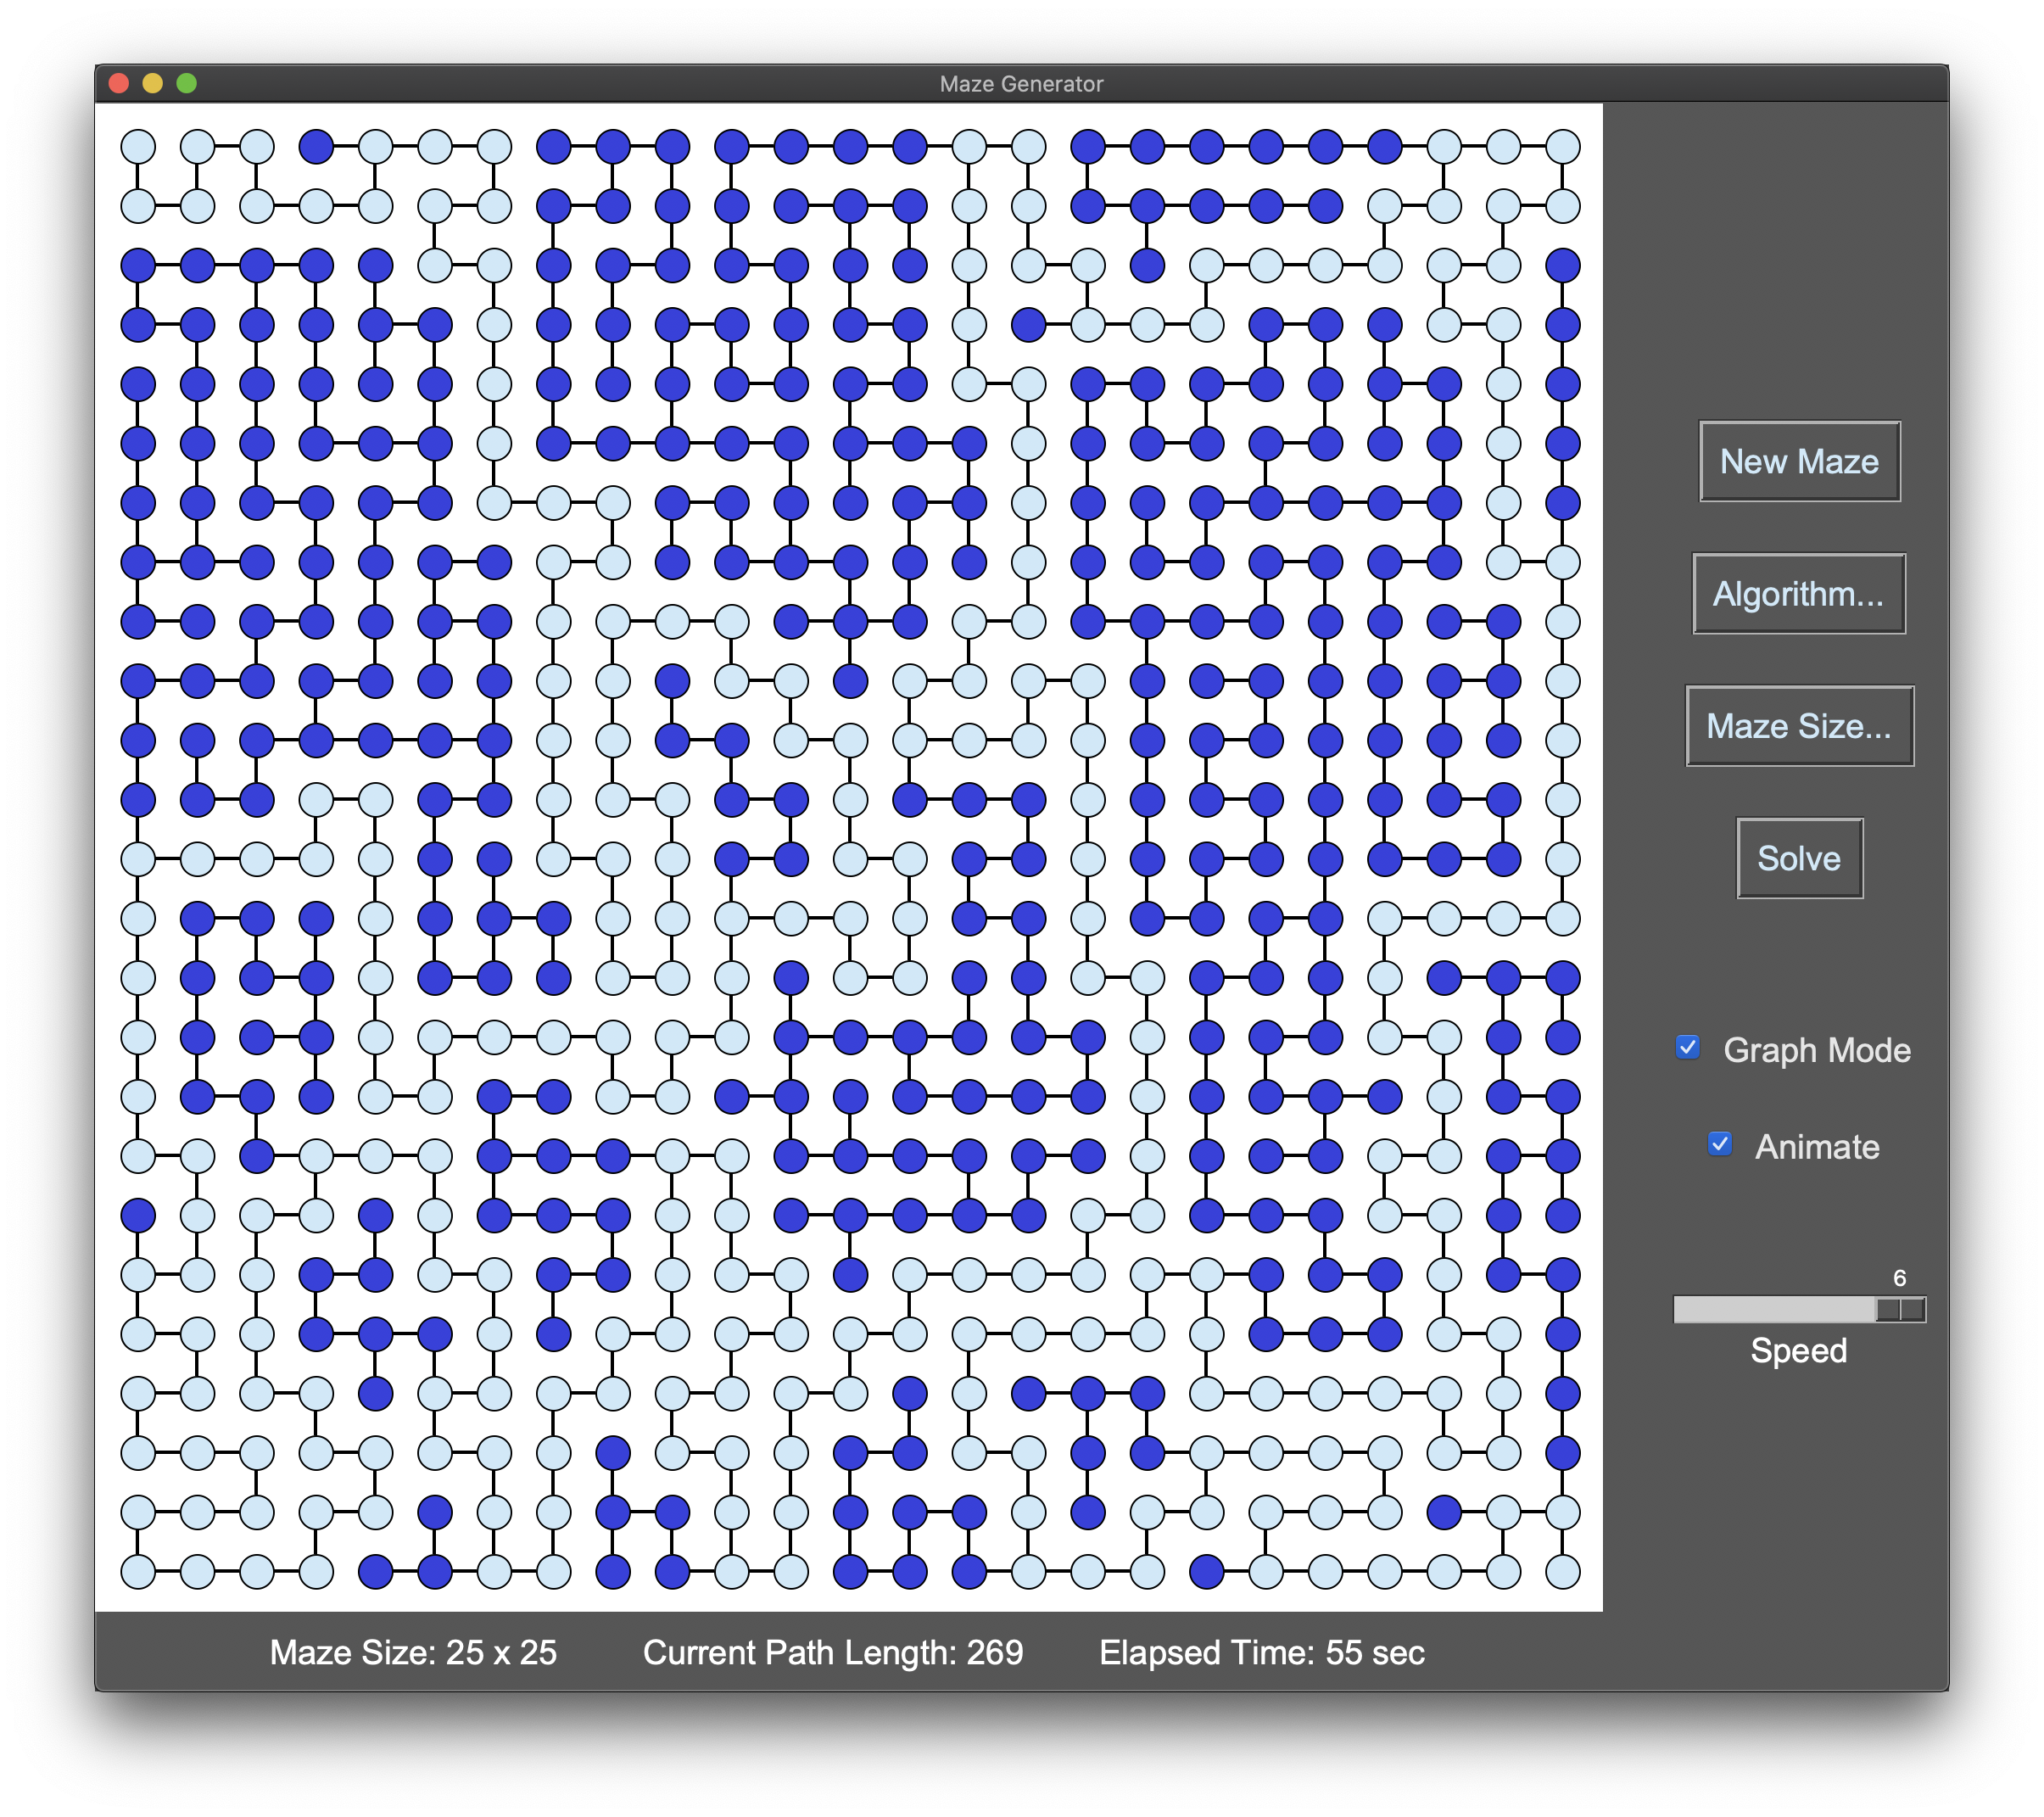 Maze Generator
New Maze
Algorithm...
Maze Size...
Solve
Graph Mode
Animate
6
Speed
Maze Size: 25 x 25 Current Path Length: 269 Elapsed Time: 55 sec